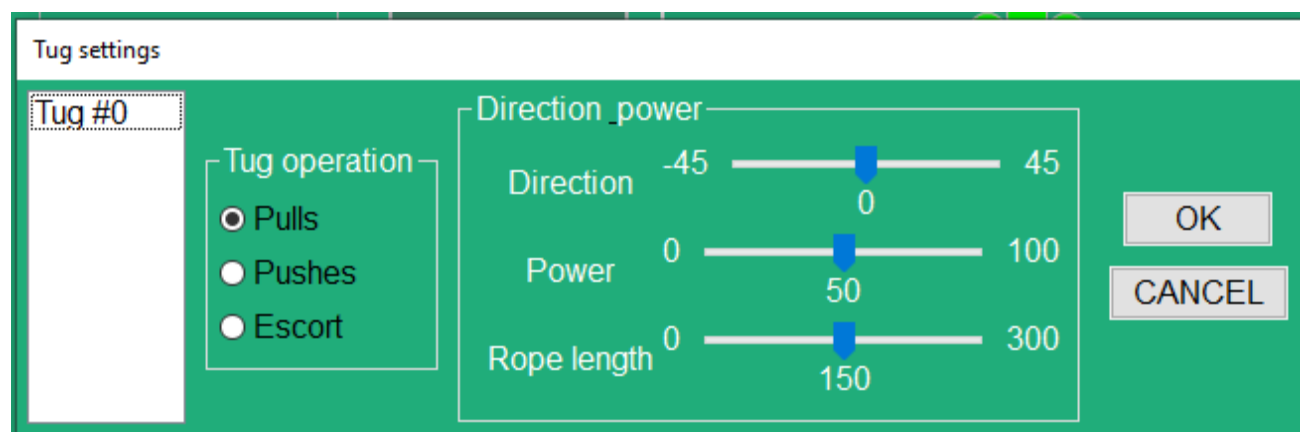 Tug settings
Tug #0
Tug operation
Pulls
Pushes
Escort
Direction_power
Direction
-45
45
0
Power
0
100
50
Rope length
0
300
150
OK
CANCEL